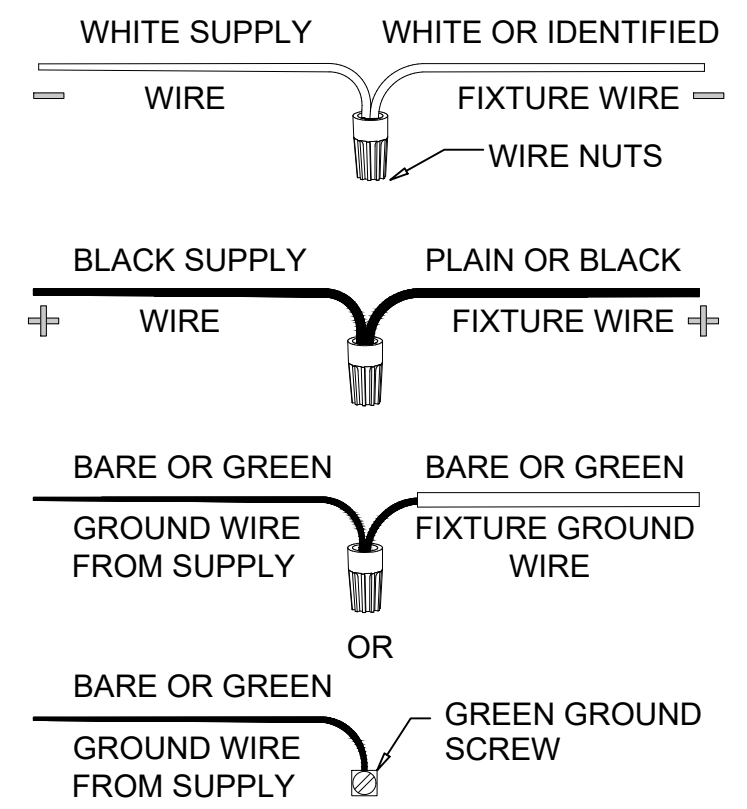 WHITE SUPPLY
WIRE
WHITE OR IDENTIFIED
FIXTURE WIRE
WIRE NUTS
BLACK SUPPLY
WIRE
PLAIN OR BLACK
FIXTURE WIRE
BARE OR GREEN
GROUND WIRE
FROM SUPPLY
BARE OR GREEN
FIXTURE GROUND
WIRE
OR
BARE OR GREEN
GROUND WIRE
FROM SUPPLY
GREEN GROUND
SCREW